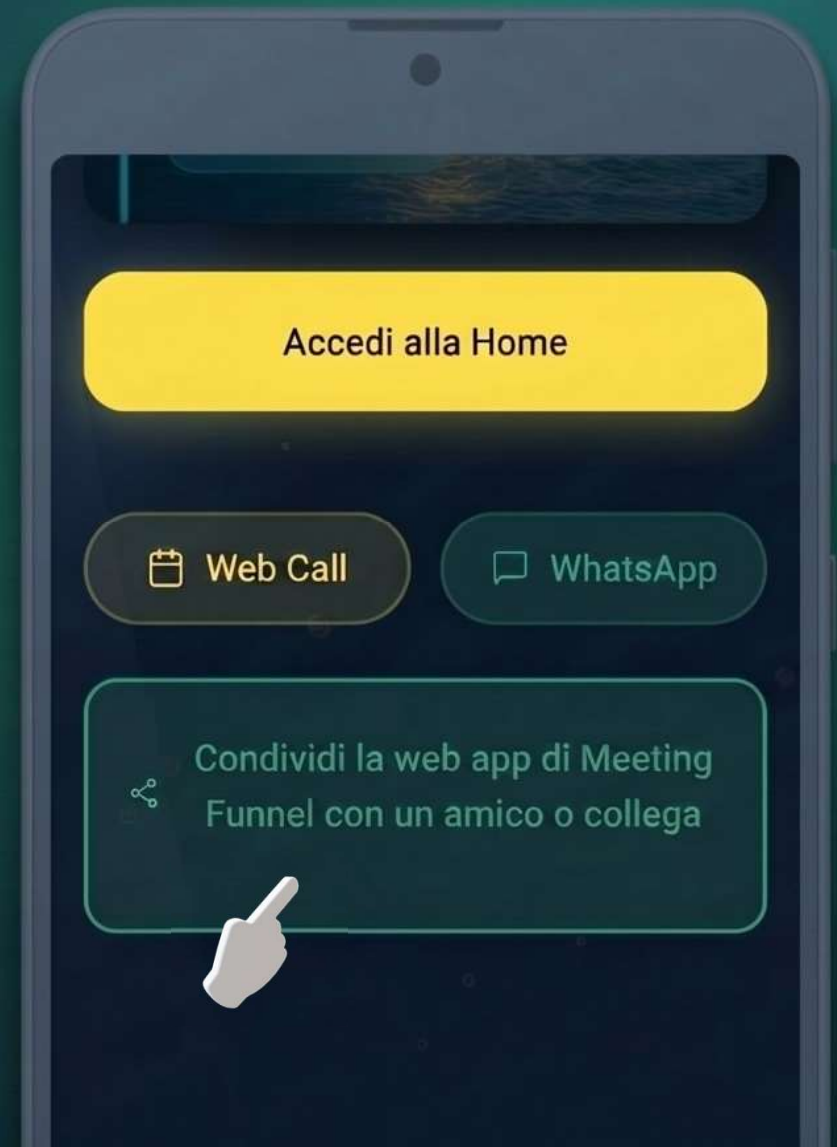 Accedi alla Home
Web Call
WhatsApp
Condividi la web app di Meeting
Funnel con un amico o collega